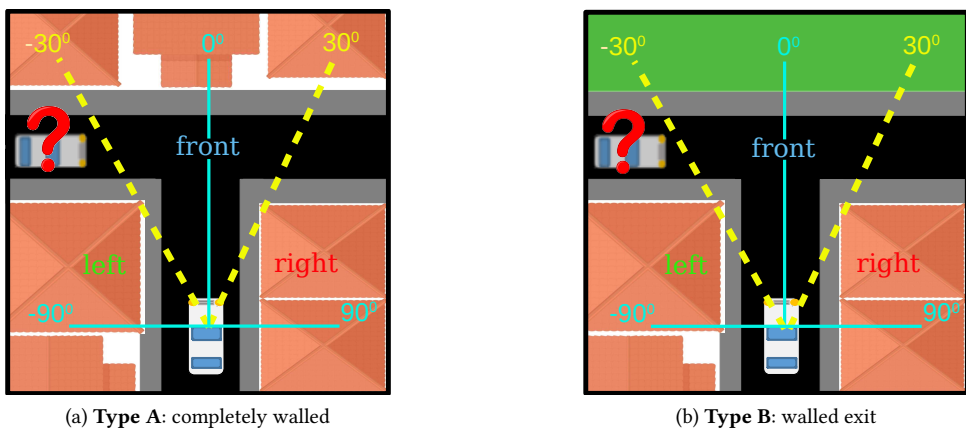 -30⁰ 0⁰ 30⁰
?
front
left right
-90⁰ 90⁰
(a) Type A: completely walled
-30⁰ 0⁰ 30⁰
?
front
left right
-90⁰ 90⁰
(b) Type B: walled exit